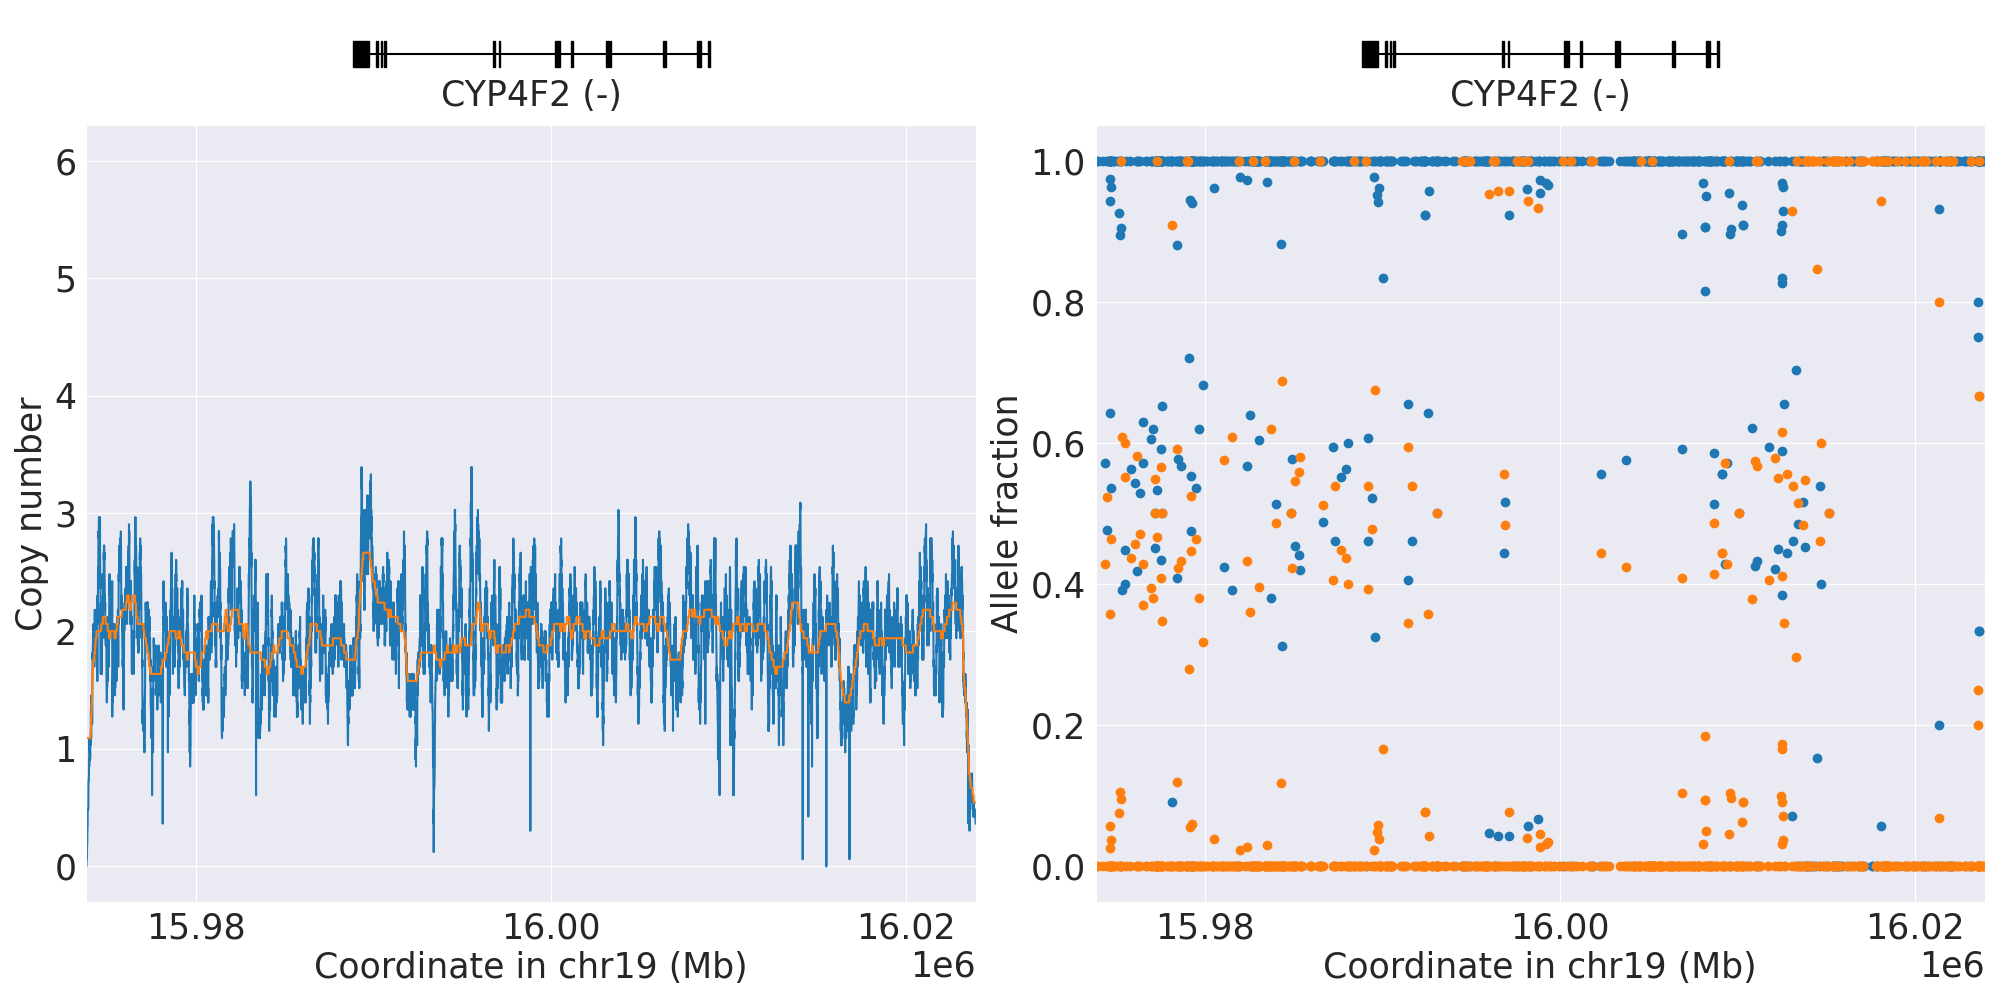 CYP4F2 (-)
Copy number
6
5
4
3
2
1
0
15.98
16.00
16.02
Coordinate in chr19 (Mb)
1e6
CYP4F2 (-)
Allele fraction
1.0
0.8
0.6
0.4
0.2
0.0
15.98
16.00
16.02
Coordinate in chr19 (Mb)
1e6